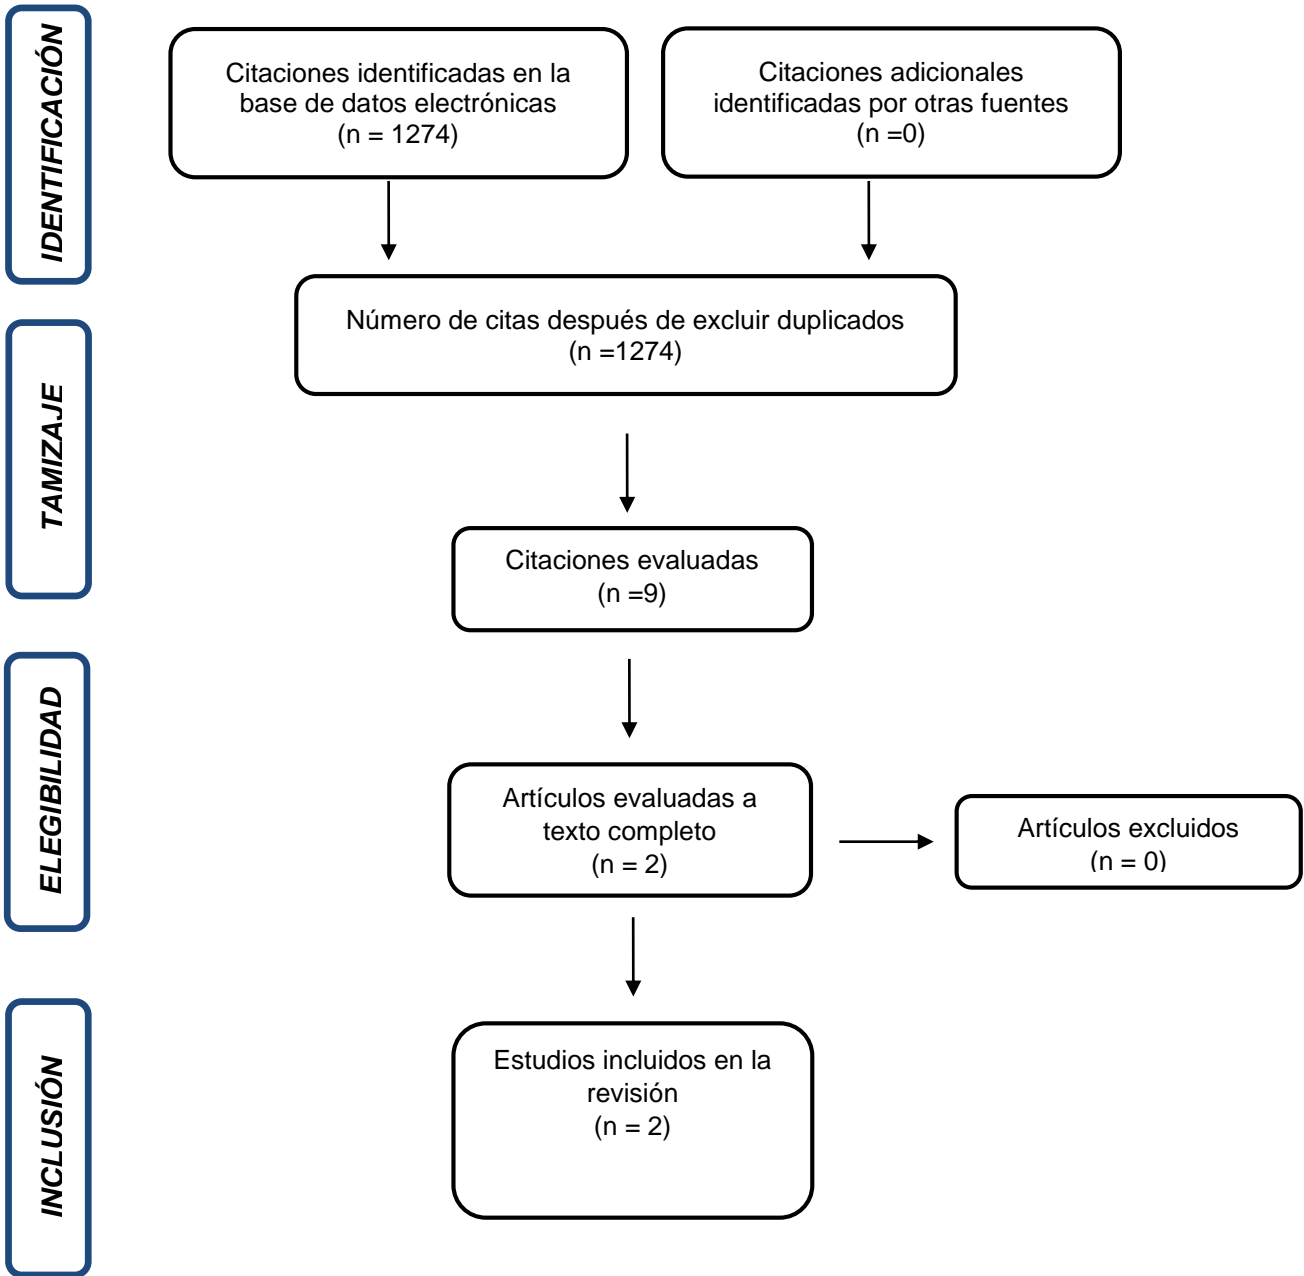 IDENTIFICACIÓN
Citaciones identificadas en la
base de datos electrónicas
(n = 1274)
Citaciones adicionales
identificadas por otras fuentes
(n =0)
Número de citas después de excluir duplicados
(n =1274)
TAMIZAJE
Citaciones evaluadas
(n =9)
ELEGIBILIDAD
Artículos evaluadas a
texto completo
(n = 2)
Artículos excluidos
(n = 0)
INCLUSIÓN
Estudios incluidos en la
revisión
(n = 2)